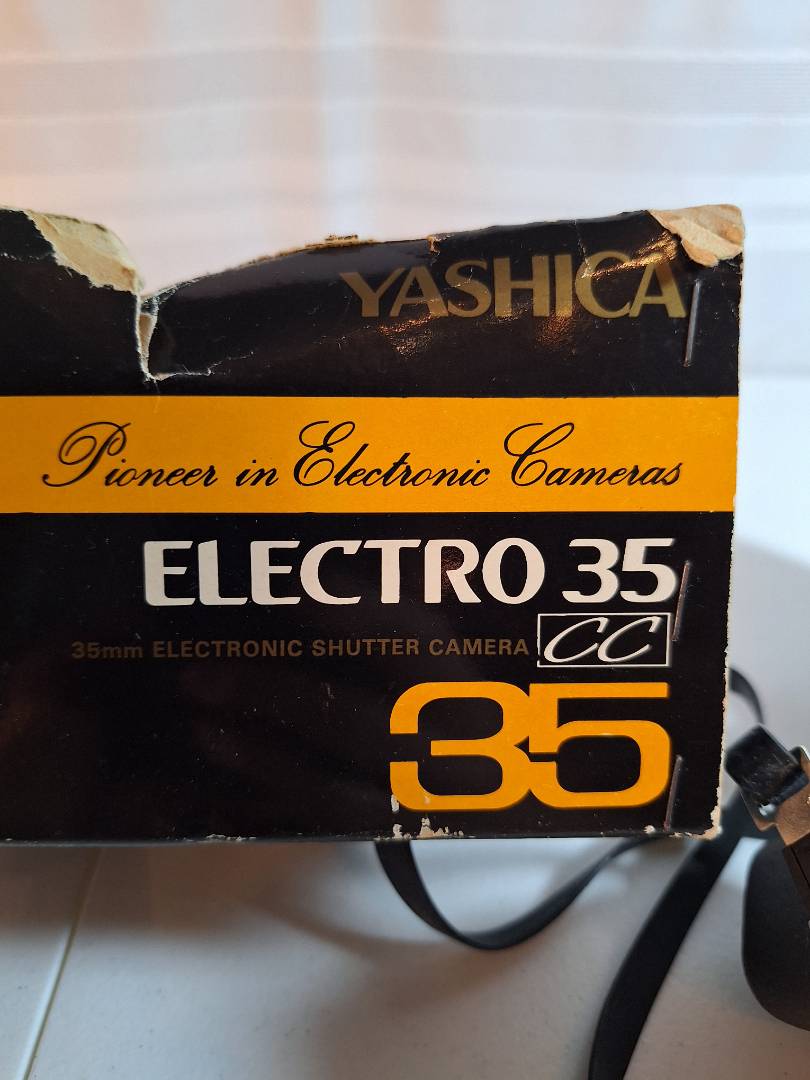 YASHICA
Pioneer in Electronic Cameras
ELECTRO 35
35mm ELECTRONIC SHUTTER CAMERA CC
35